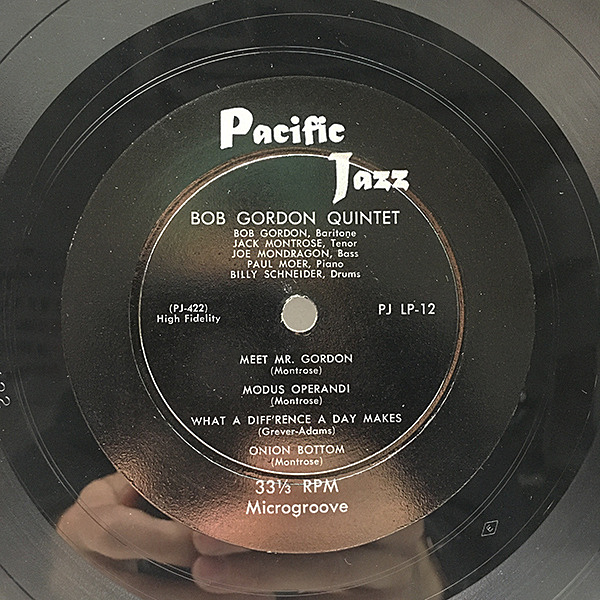 Pacific
Jazz
BOB GORDON QUINTET
BOB GORDON, Baritone
JACK MONTROSE, Tenor
JOE MONDRAGON, Bass
PAUL MOER, Piano
BILLY SCHNEIDER, Drums
(PJ-422)
High Fidelity
PJ LP-12
MEET MR. GORDON
(Montrose)
MODUS OPERANDI
(Montrose)
WHAT A DIFF'RENCE A DAY MAKES
(Grever-Adams)
ONION BOTTOM
(Montrose)
33⅓ RPM
Microgroove
E